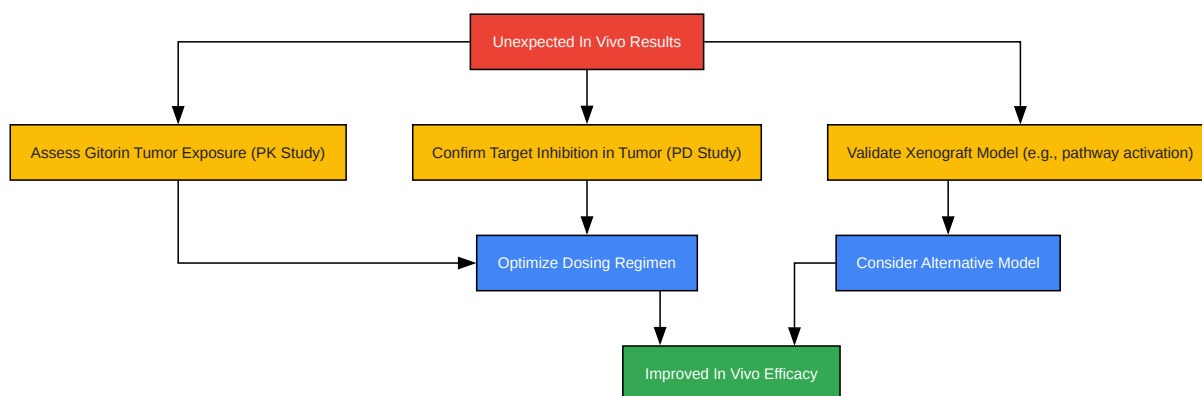 Unexpected In Vivo Results
Assess Gitorin Tumor Exposure (PK Study)
Confirm Target Inhibition in Tumor (PD Study)
Validate Xenograft Model (e.g., pathway activation)
Optimize Dosing Regimen
Consider Alternative Model
Improved In Vivo Efficacy